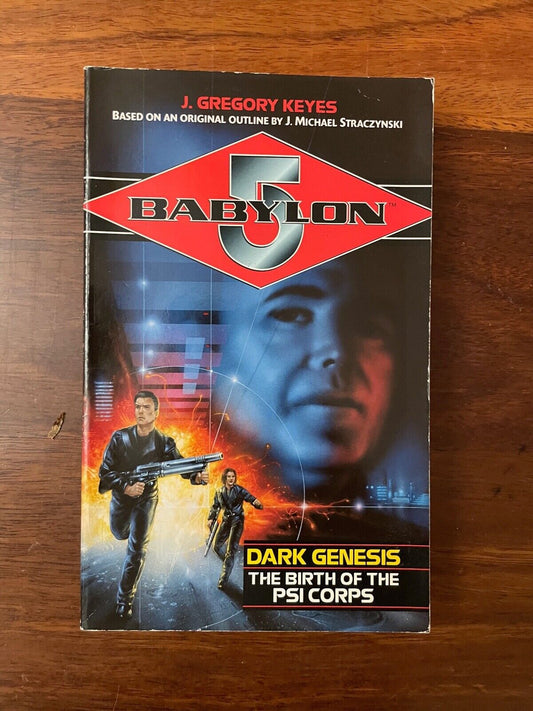 J. GREGORY KEYES
BASED ON AN ORIGINAL OUTLINE BY J. MICHAEL STRACZYNSKI
5
BABYLON™
DARK GENESIS
THE BIRTH OF THE
PSI CORPS